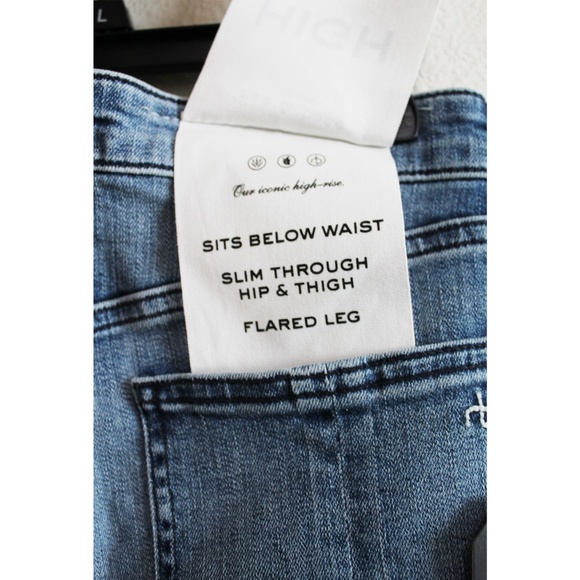 L
HIGH
Our iconic high-rise.
SITS BELOW WAIST
SLIM THROUGH
HIP & THIGH
FLARED LEG